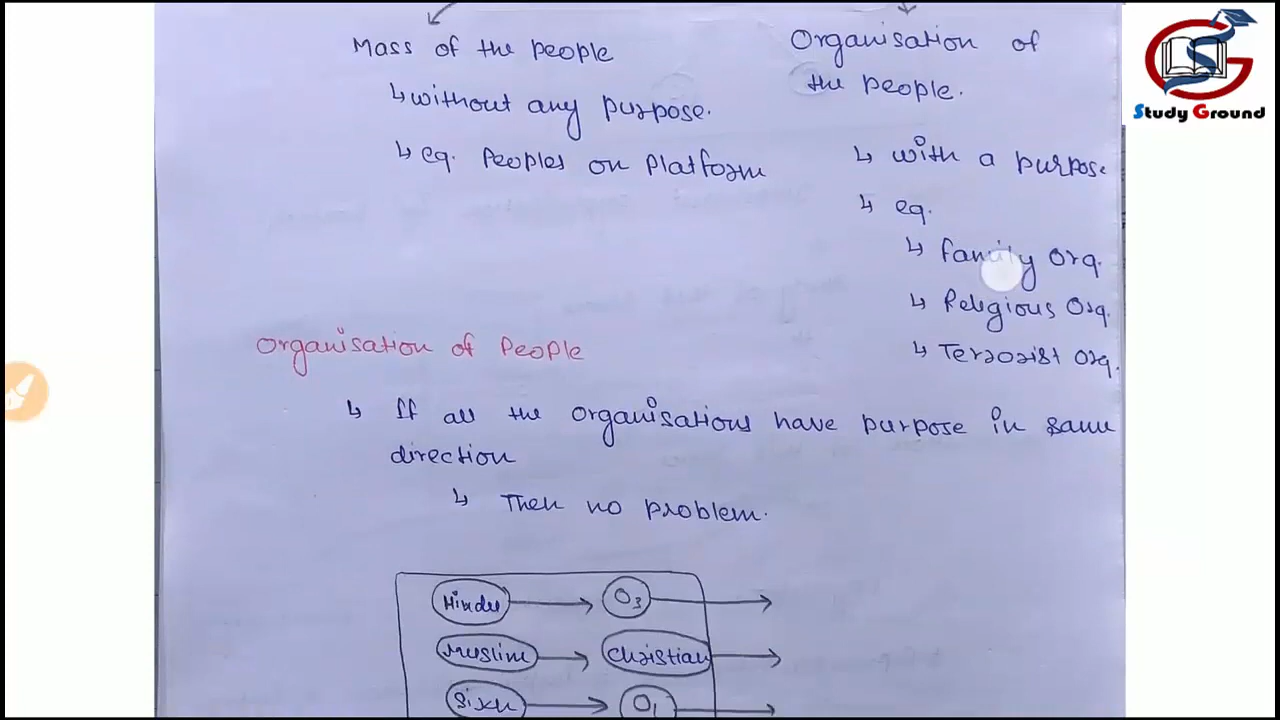 Mass of the people
↳ without any purpose.
↳ eg. Peoples on Platform
Organisation of
the people.
↳ with a purpose
↳ eg.
↳ Family Org.
↳ Religious Org.
↳ Terrorist Org.
GS
Study Ground
Organisation of People
↳ If all the organisations have purpose in same
direction
↳ Then no problem.
Hindu → O3 →
Muslim → Christian →
Sikh → O1 →